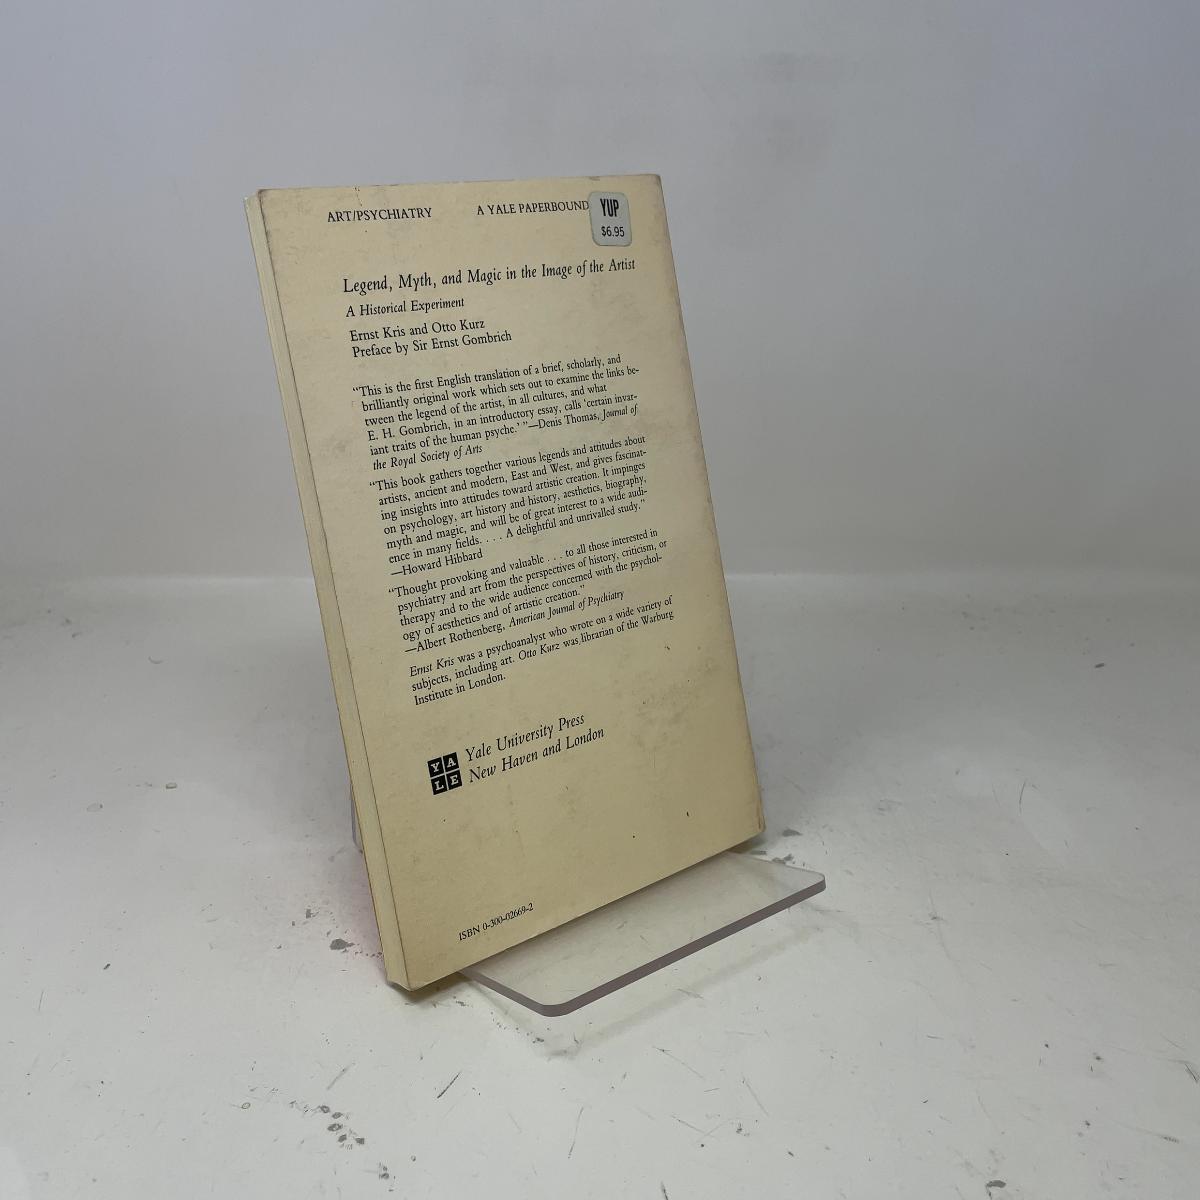 ART/PSYCHIATRY A YALE PAPERBOUND
YUP
$6.95
Legend, Myth, and Magic in the Image of the Artist
A Historical Experiment
Ernst Kris and Otto Kurz
Preface by Sir Ernst Gombrich
“This is the first English translation of a brief, scholarly, and
brilliantly original work which sets out to examine the links be-
tween the legend of the artist, in all cultures, and what
E. H. Gombrich, in an introductory essay, calls ‘certain invar-
iant traits of the human psyche.’ ”—Denis Thomas, Journal of
the Royal Society of Arts
“This book gathers together various legends and attitudes about
artists, ancient and modern, East and West, and gives fascinat-
ing insights into attitudes toward artistic creation. It impinges
on psychology, art history and history, aesthetics, biography,
myth and magic, and will be of great interest to a wide audi-
ence in many fields. . . . A delightful and unrivalled study.”
—Howard Hibbard
“Thought provoking and valuable . . . to all those interested in
psychiatry and art from the perspectives of history, criticism, or
therapy and to the wide audience concerned with the psychol-
ogy of aesthetics and of artistic creation.”
—Albert Rothenberg, American Journal of Psychiatry
Ernst Kris was a psychoanalyst who wrote on a wide variety of
subjects, including art. Otto Kurz was librarian of the Warburg
Institute in London.
YALE
Yale University Press
New Haven and London
ISBN 0-300-02669-2